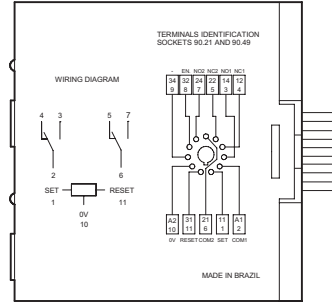 TERMINALS IDENTIFICATION
SOCKETS 90.21 AND 90.49
WIRING DIAGRAM
- EN. NO2 NC2 NO1 NC1
34 32 24 22 14 12
9 8 7 5 3 4
4 3 5 7
2 6
SET RESET
1 11
0V
10
A2 31 21 11 A1
10 11 6 1 2
0V RESET COM2 SET COM1
MADE IN BRAZIL